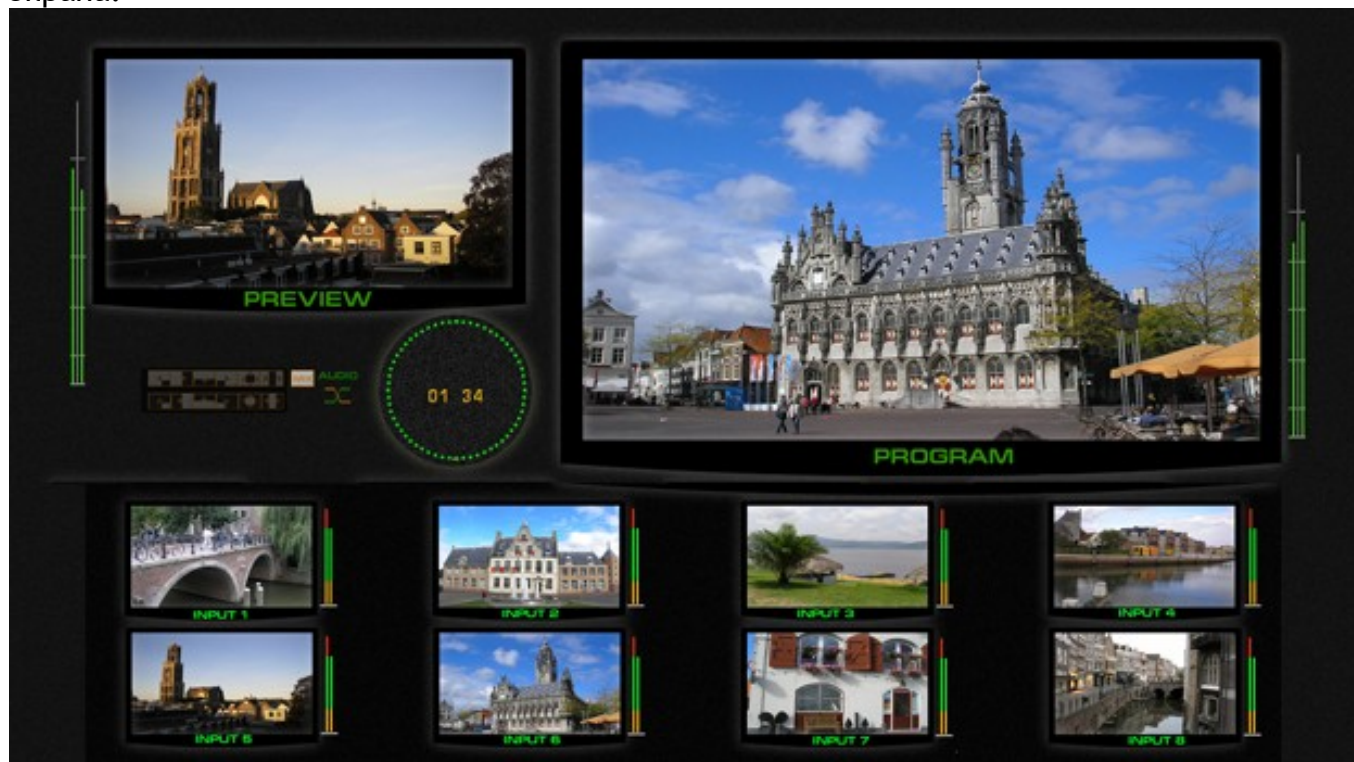 PREVIEW
AUDIO
01 34
PROGRAM
INPUT 1
INPUT 2
INPUT 3
INPUT 4
INPUT 5
INPUT 6
INPUT 7
INPUT 8